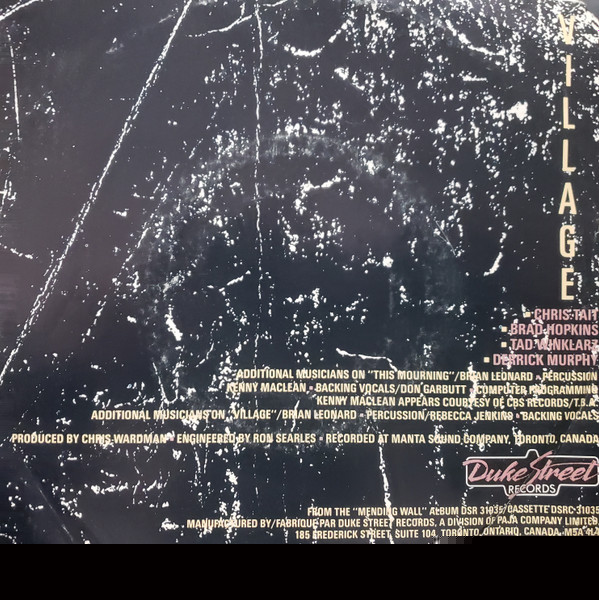 VILLAGE
▪ CHRIS TAIT
▪ BRAD HOPKINS
▪ TAD WINKLARZ
▪ DERRICK MURPHY
ADDITIONAL MUSICIANS ON "THIS MOURNING"/BRIAN LEONARD ▪ PERCUSSION
KENNY MACLEAN ▪ BACKING VOCALS/DON GARBUTT ▪ COMPUTER PROGRAMMING
KENNY MACLEAN APPEARS COURTESY OF CBS RECORDS/T.B.A.
ADDITIONAL MUSICIANS ON "VILLAGE"/BRIAN LEONARD ▪ PERCUSSION/REBECCA JENKINS ▪ BACKING VOCALS
PRODUCED BY CHRIS WARDMAN ▪ ENGINEERED BY RON SEARLES ▪ RECORDED AT MANTA SOUND COMPANY, TORONTO, CANADA
Duke Street
RECORDS
FROM THE "MENDING WALL" ALBUM DSR 31035/CASSETTE DSRC-31035
MANUFACTURED BY/FABRIQUE PAR DUKE STREET RECORDS, A DIVISION OF PAJA COMPANY LIMITED,
185 FREDERICK STREET, SUITE 104, TORONTO, ONTARIO, CANADA, M5A